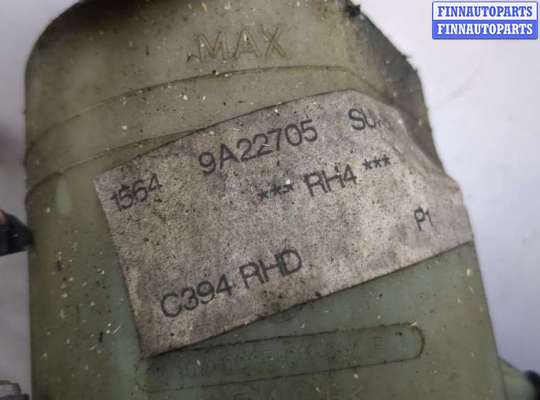 FINNAUTOPARTS
FINNAUTOPARTS
MAX
1564 9A22705
*** RH4 ***
C394 RHD P1